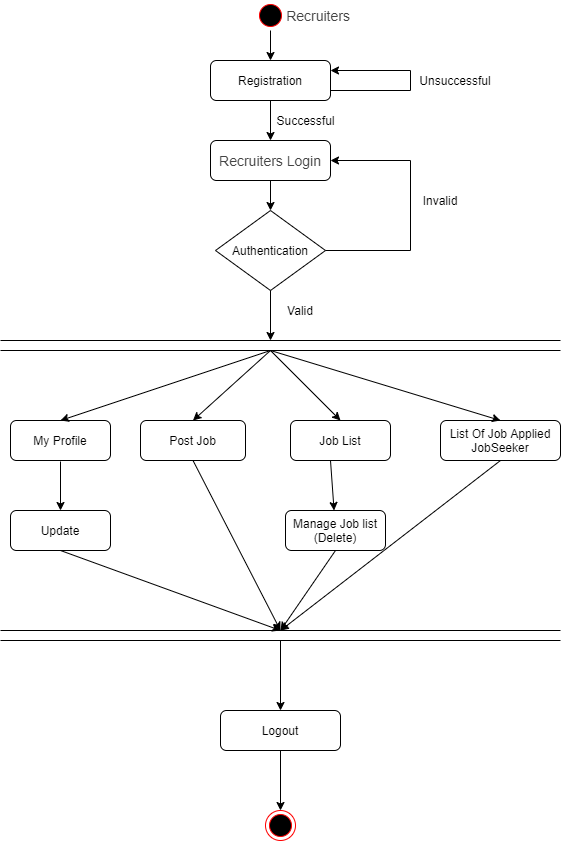 Recruiters
Registration
Unsuccessful
Successful
Recruiters Login
Invalid
Authentication
Valid
My Profile
Post Job
Job List
List Of Job Applied
JobSeeker
Update
Manage Job list
(Delete)
Logout